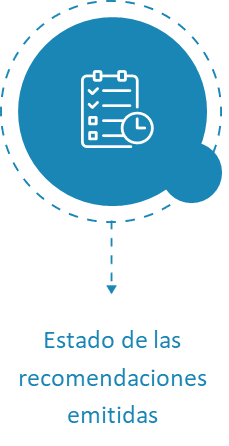 Estado de las
recomendaciones
emitidas